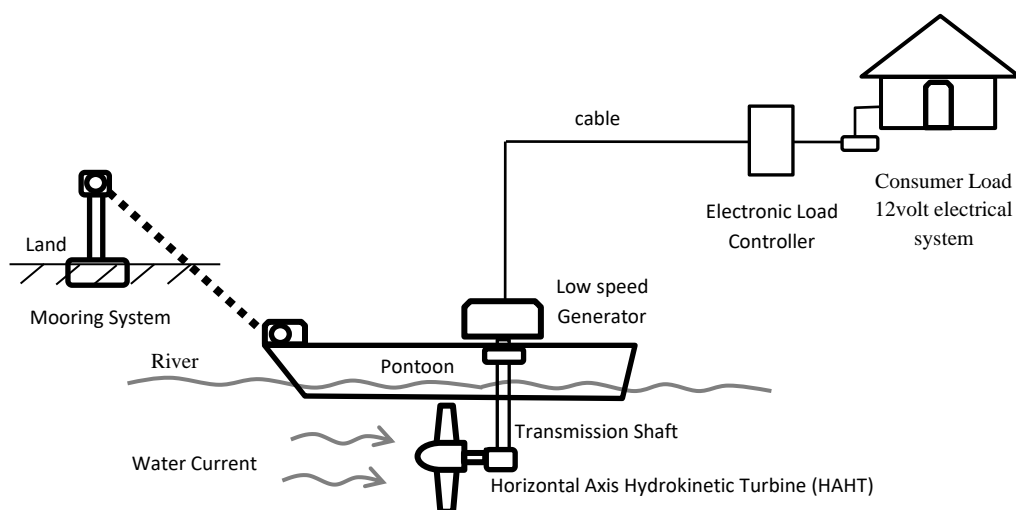 cable
Consumer Load
12volt electrical
system
Electronic Load
Controller
Land
Mooring System
Low speed
Generator
River
Pontoon
Transmission Shaft
Water Current
Horizontal Axis Hydrokinetic Turbine (HAHT)